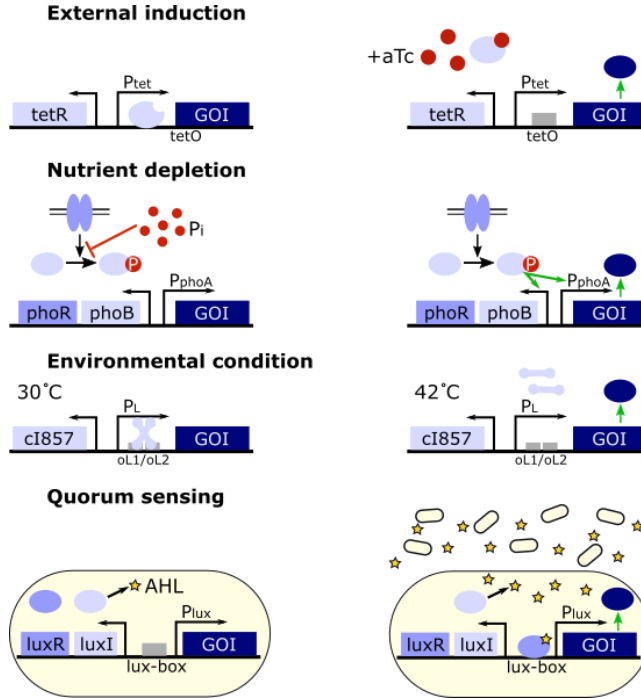 External induction
+aTc
Ptet
Ptet
tetR
GOI
tetR
GOI
tetO
tetO
Nutrient depletion
Pi
P
P
PphoA
PphoA
phoR
phoB
GOI
phoR
phoB
GOI
Environmental condition
30°C
PL
42°C
PL
cI857
GOI
cI857
GOI
oL1/oL2
oL1/oL2
Quorum sensing
AHL
Plux
Plux
luxR
luxI
GOI
luxR
luxI
GOI
lux-box
lux-box